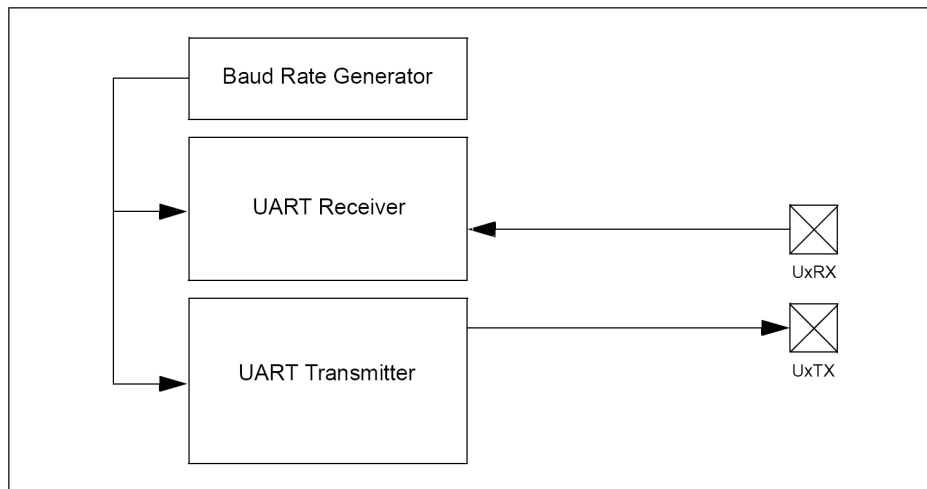 Baud Rate Generator
UART Receiver
UxRX
UART Transmitter
UxTX